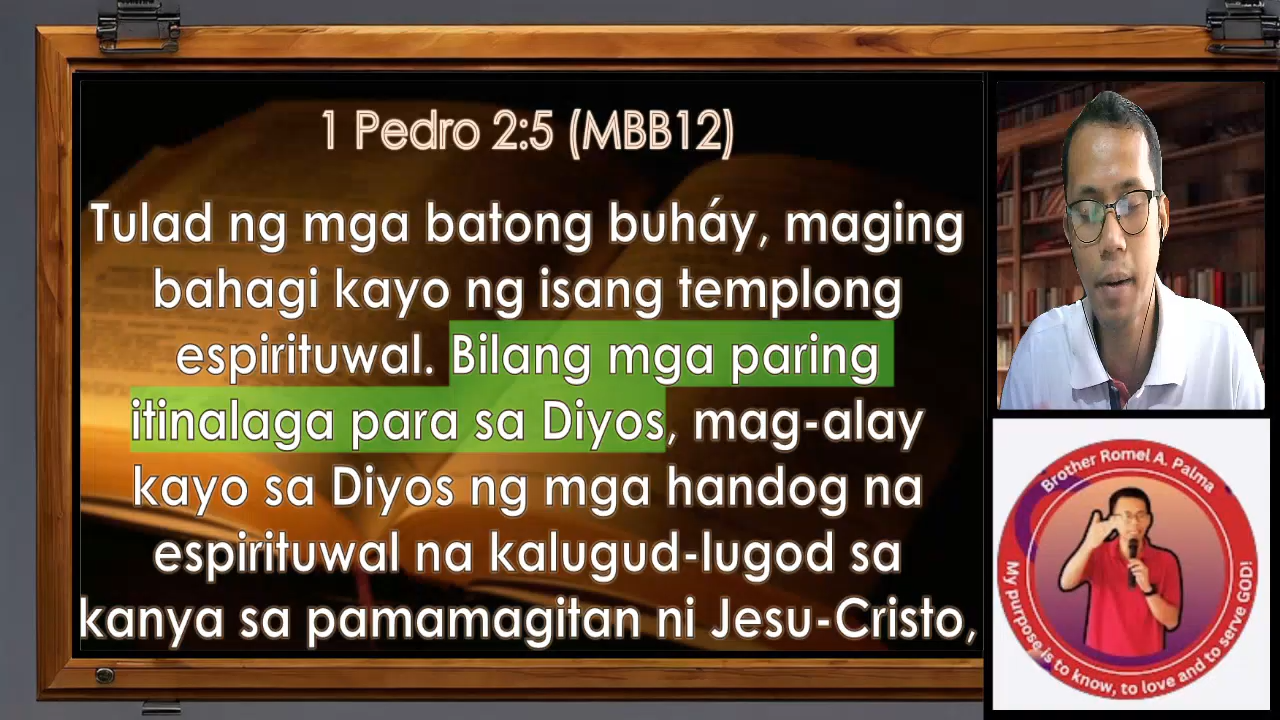 1 Pedro 2:5 (MBB12)
Tulad ng mga batong buháy, maging
bahagi kayo ng isang templong
espirituwal. Bilang mga paring
itinalaga para sa Diyos, mag-alay
kayo sa Diyos ng mga handog na
espirituwal na kalugud-lugod sa
kanya sa pamamagitan ni Jesu-Cristo,
Brother Romel A. Palma
My purpose is to know, to love and to serve GOD!